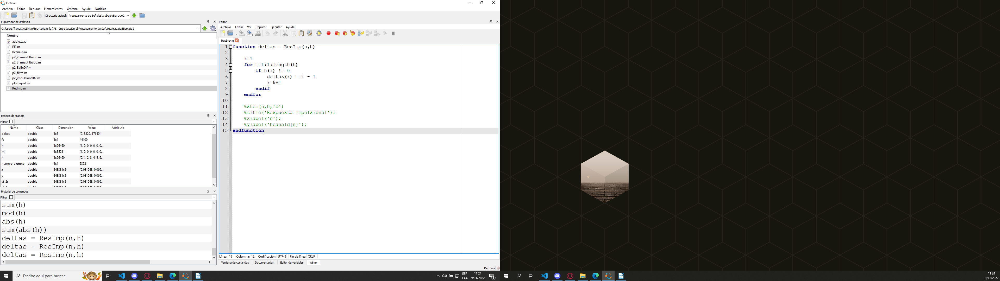 Octave
Archivo Editar Depurar Herramientas Ventana Ayuda Noticias
Directorio actual: Precesamiento de Señales\trabajo\Ejercicio2
Explorador de archivos
C:/Users/franc/OneDrive/Escritorio/unlp/IPS - Introduccion al Precesamiento de Señales/trabajo/Ejercicio2
Nombre
audio.wav
EJ2.m
hcanald.m
p2_2ramasFiltrado.m
p2_3ramasFiltrado.m
p2_EqEnDif.m
p2_filtro.m
p2_impulsionalR2.m
plotSignal.m
ResImp.m
Espacio de trabajo
Filtrar
Name Class Dimension Value Attribute
deltas double 1x3 [0, 8820, 17640]
fs double 1x1 44100
h double 1x26460 [1, 0, 0, 0, 0, 0, 0...
ht double 1x35281 [1, 0, 0, 0, 0, 0, 0...
n double 1x26460 [0, 1, 2, 3, 4, 5, 6...
numero_alumno double 1x1 2372
x double 348381x2 [0.081543, 0.066...
y double 348381x2 [0.081543, 0.066...
yf_2r double 348381x2 [0.081543, 0.066...
Historial de comandos
Filtrar
sum(h)
mod(h)
abs(h)
sum(abs(h))
deltas = ResImp(n,h)
deltas = ResImp(n,h)
deltas = ResImp(n,h)
Editor
Archivo Editar Ver Depurar Ejecutar Ayuda
ResImp.m
1 function deltas = ResImp(n,h)
2
3 k=1
4 for i=1:1:length(h)
5 if h(i) != 0
6 deltas(k) = i - 1
7 k=k+1
8 endif
9 endfor
10
11 %stem(n,h,'o')
12 %title('Respuesta impulsional');
13 %xlabel('n');
14 %ylabel('hcanald[n]');
15 endfunction
Línea: 15 Columna: 12 Codificación: UTF-8 Fin de línea: CRLF
Ventana de comandos Documentación Editor de variables Editor
Perfilaje
Escribe aquí para buscar
ESP
LAA
11:24
9/11/2022
1
11:24
9/11/2022